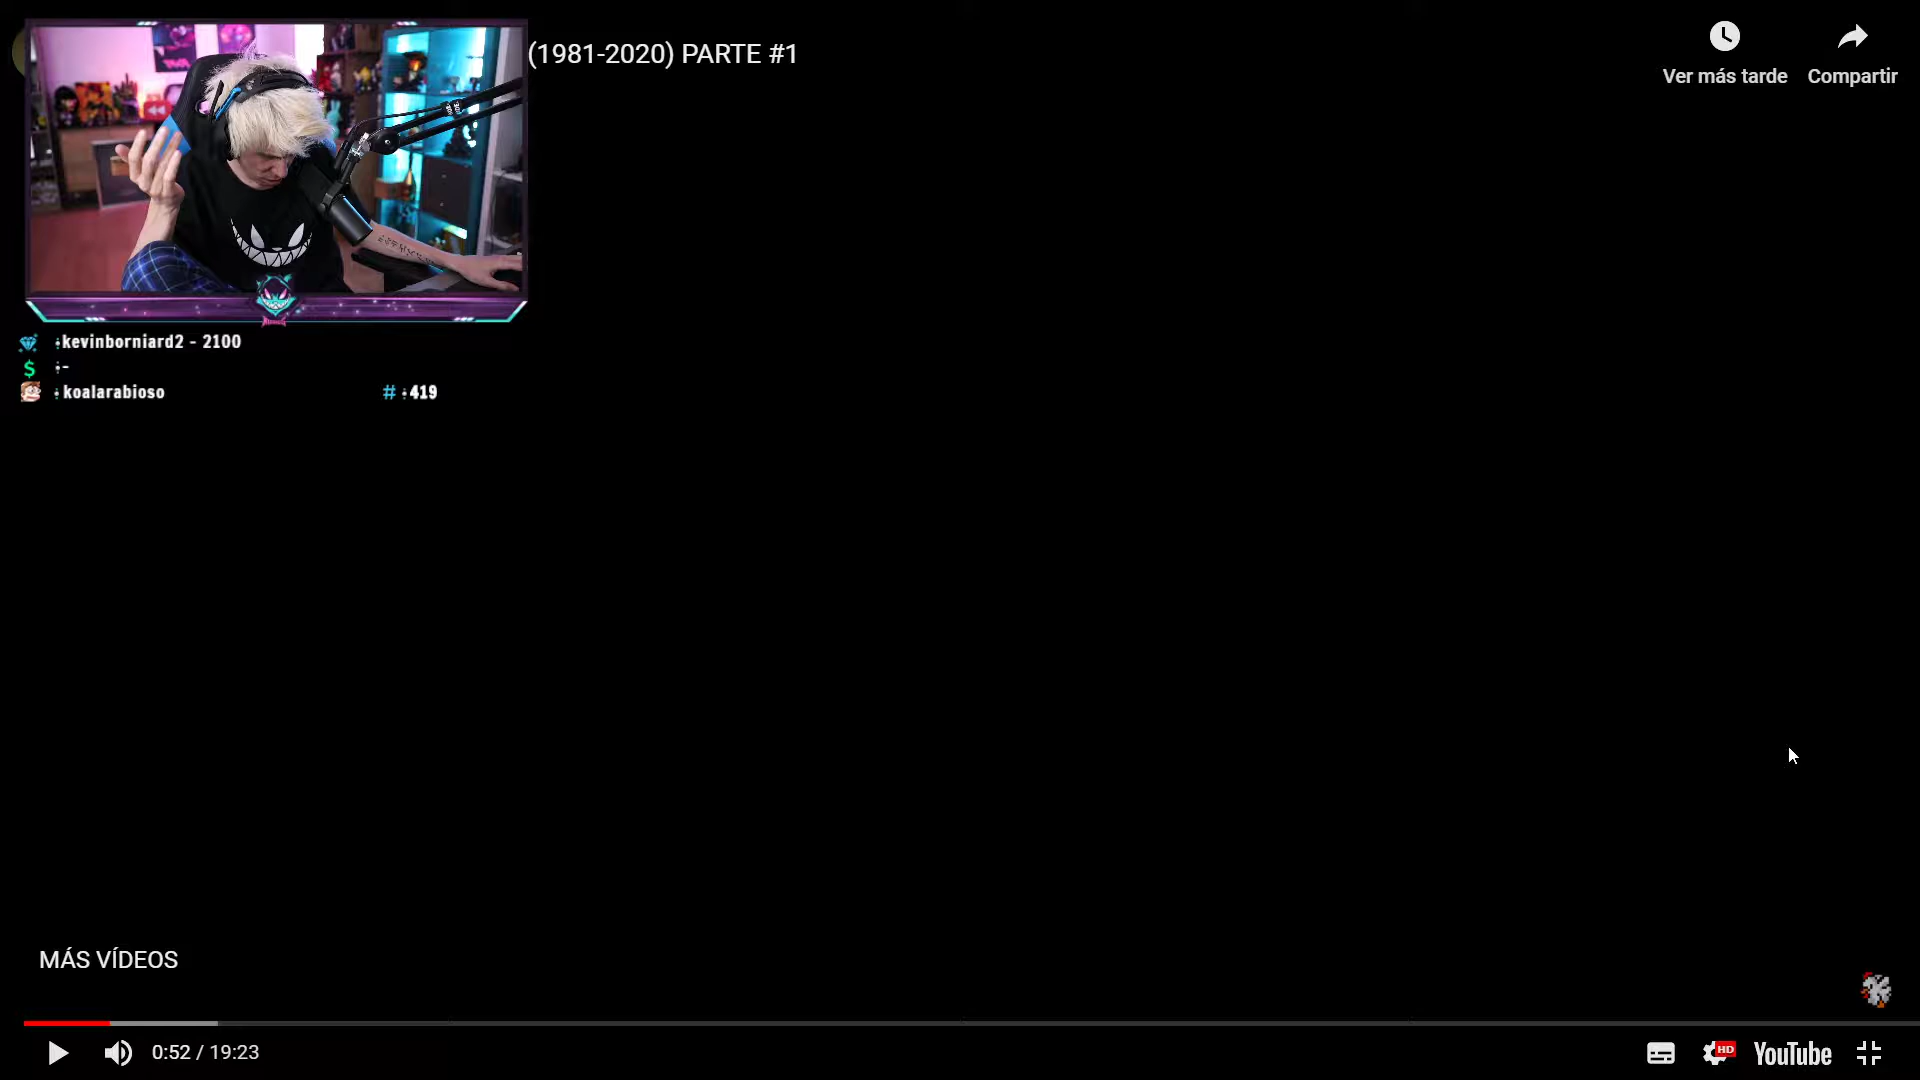 (1981-2020) PARTE #1
Ver más tarde
Compartir
:kevinborniard2 - 2100
$ :-
:koalarabioso
# :419
MÁS VÍDEOS
0:52 / 19:23
HD
YouTube